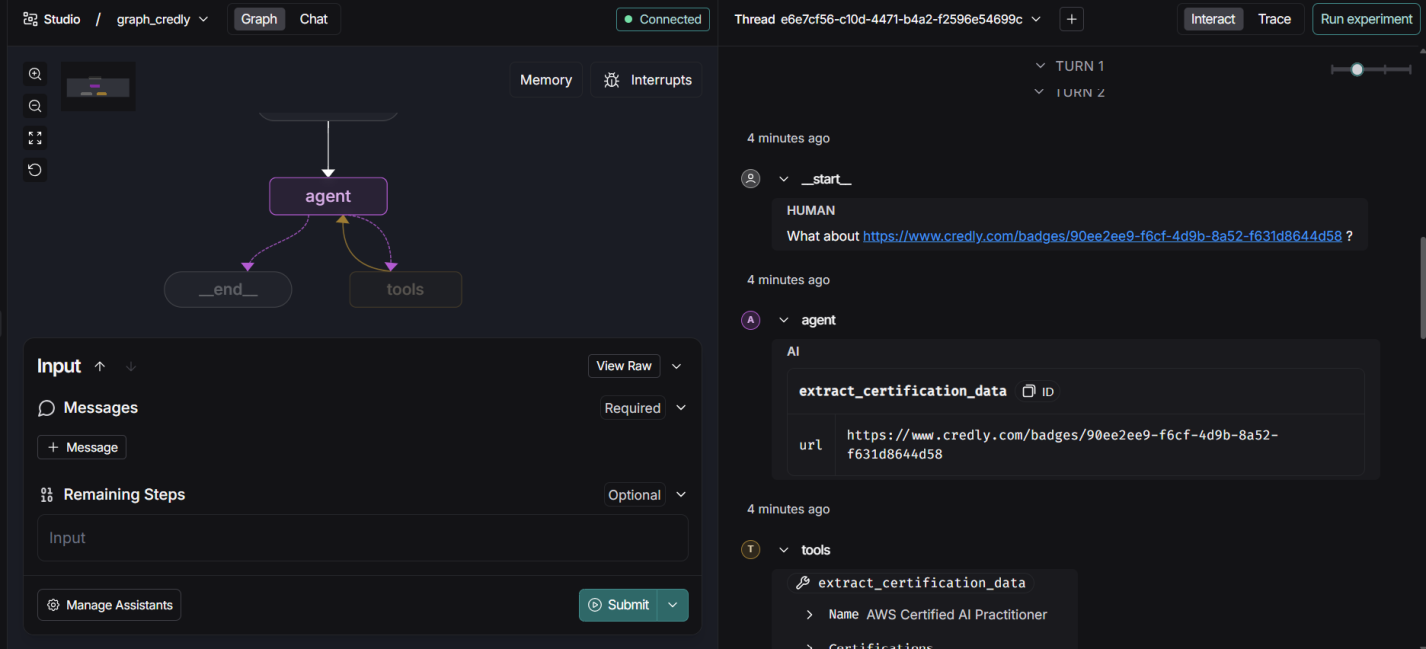 Studio / graph_credly Graph Chat Connected
Memory Interrupts
agent
__end__ tools
Input View Raw
Messages Required
+ Message
0110 Remaining Steps Optional
Input
Manage Assistants Submit
Thread e6e7cf56-c10d-4471-b4a2-f2596e54699c + Interact Trace Run experiment
TURN 1
TURN 2
4 minutes ago
__start__
HUMAN
What about https://www.credly.com/badges/90ee2ee9-f6cf-4d9b-8a52-f631d8644d58 ?
4 minutes ago
A agent
AI
extract_certification_data ID
url https://www.credly.com/badges/90ee2ee9-f6cf-4d9b-8a52-
f631d8644d58
4 minutes ago
T tools
extract_certification_data
Name AWS Certified AI Practitioner
Certifications